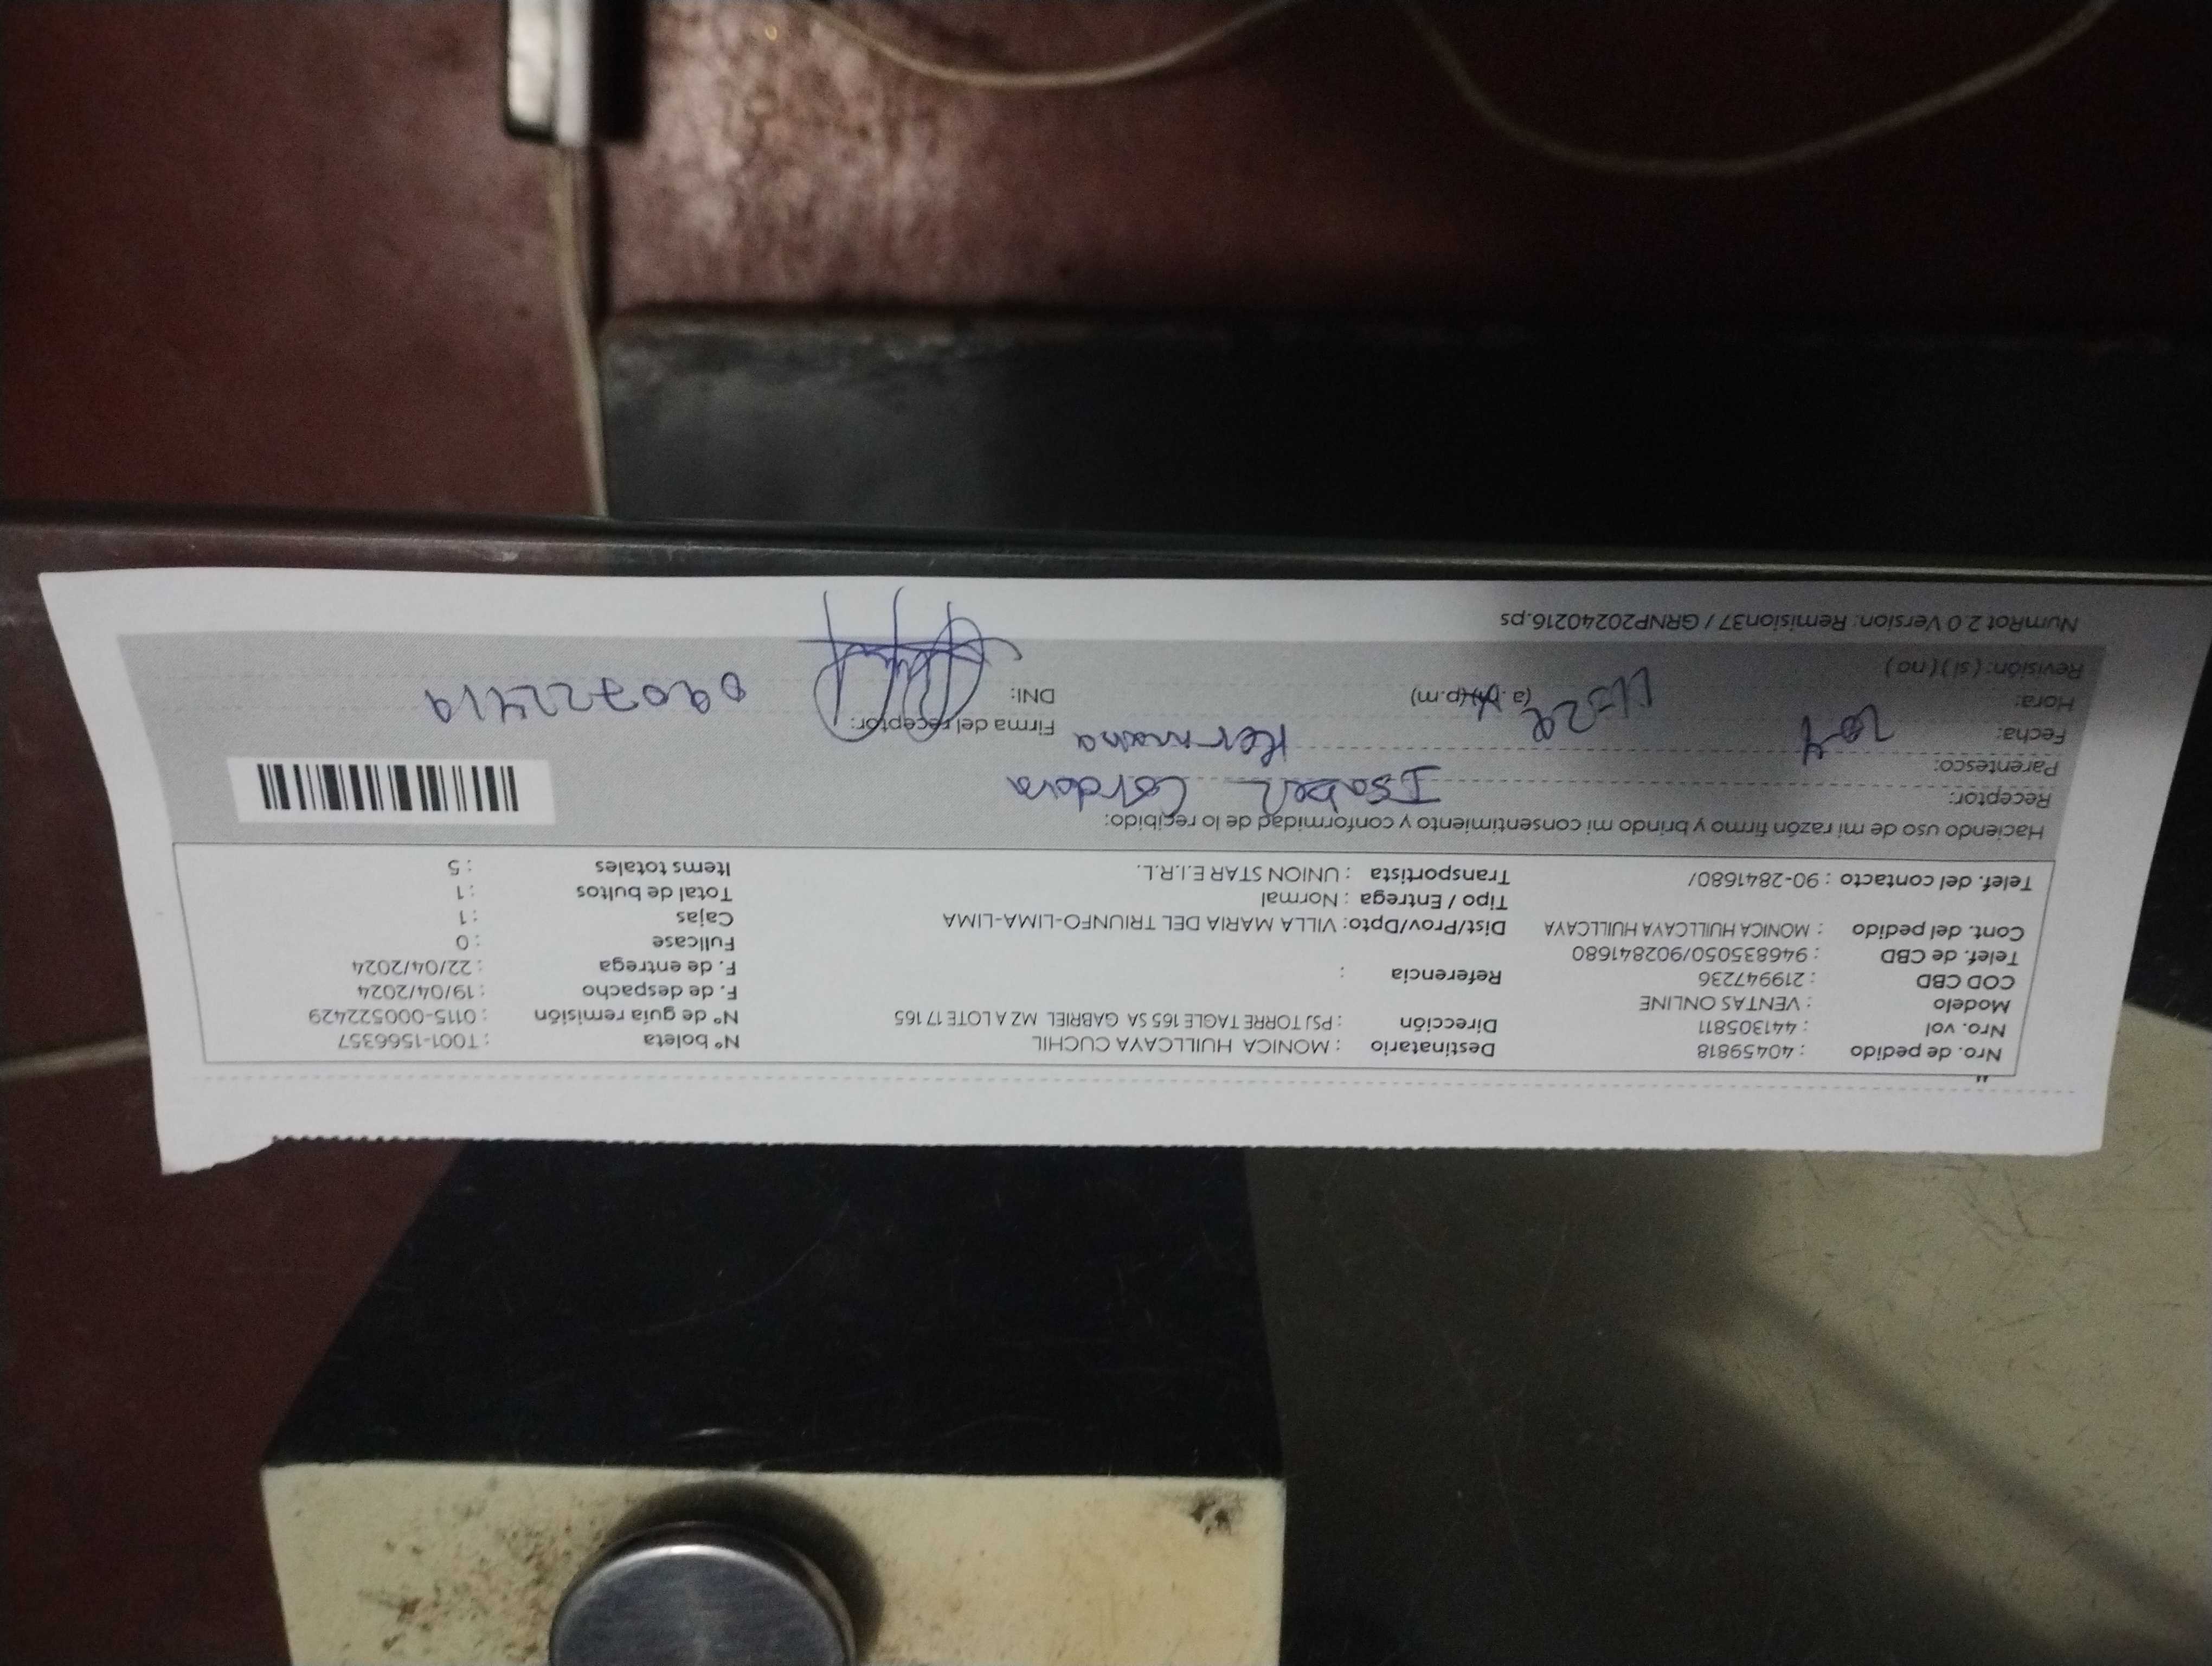 Nro. de pedido : 40459818 Destinatario : MONICA HUILLCAYA CUCHIL N° boleta : T001-1566357
Nro. vol : 441305811 Dirección : PSJ TORRE TAGLE 165 SA GABRIEL MZ A LOTE 17 165 N° de guía remisión : 0115-000522429
Modelo : VENTAS ONLINE F. de despacho : 19/04/2024
COD CBD : 219947236 Referencia : F. de entrega : 22/04/2024
Telef. de CBD : 946835050/902841680 Fullcase : 0
Cont. del pedido : MONICA HUILLCAYA HUILLCAYA Dist/Prov/Dpto: VILLA MARIA DEL TRIUNFO-LIMA-LIMA Cajas : 1
Tipo / Entrega : Normal Total de bultos : 1
Telef. del contacto : 90-2841680/ Transportista : UNION STAR E.I.R.L. Items totales : 5
Haciendo uso de mi razón firmo y brindo mi consentimiento y conformidad de lo recibido:
Receptor: Isabel Cordova
Parentesco: Hermana
Fecha: 20-4 Firma del receptor:
Hora: (p.m) DNI: 090722419
Revisión: ( si ) ( no )
NumRot 2.0 Version: Remision37 / GRNP20240216.ps